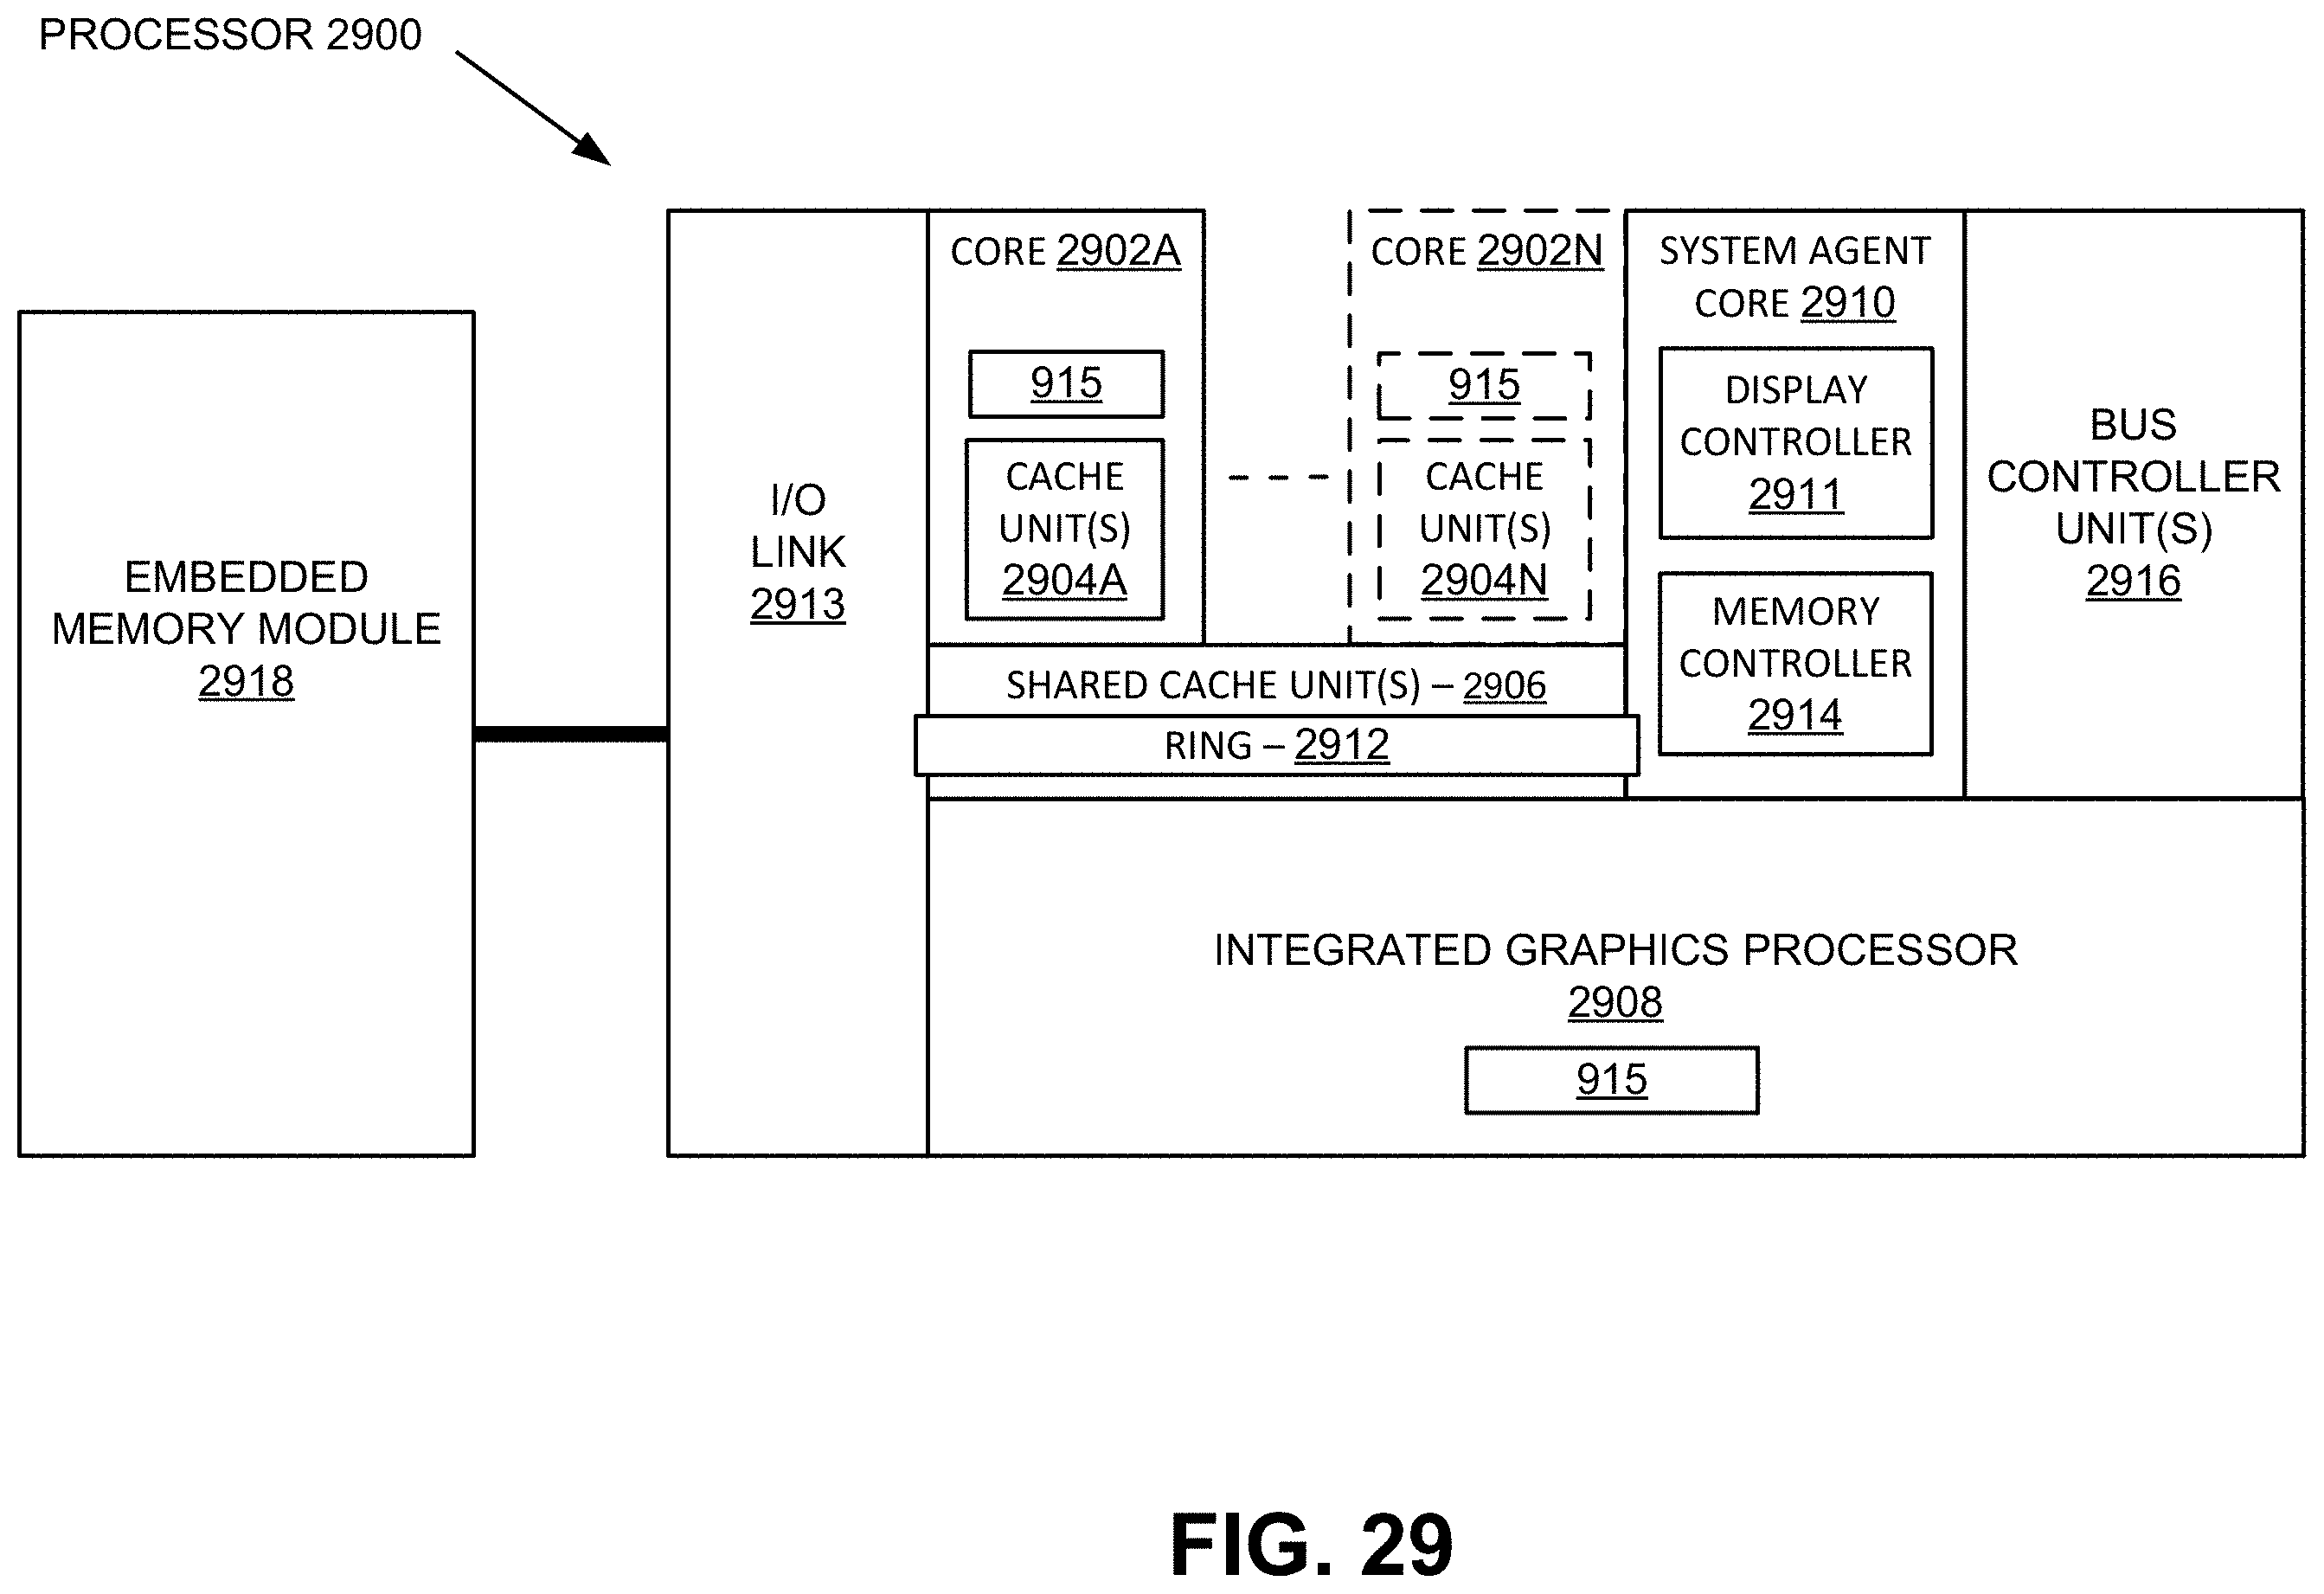 PROCESSOR 2900
EMBEDDED
MEMORY MODULE
2918
I/O
LINK
2913
CORE 2902A
915
CACHE
UNIT(S)
2904A
CORE 2902N
915
CACHE
UNIT(S)
2904N
SHARED CACHE UNIT(S) – 2906
RING – 2912
SYSTEM AGENT
CORE 2910
DISPLAY
CONTROLLER
2911
MEMORY
CONTROLLER
2914
BUS
CONTROLLER
UNIT(S)
2916
INTEGRATED GRAPHICS PROCESSOR
2908
915
FIG. 29